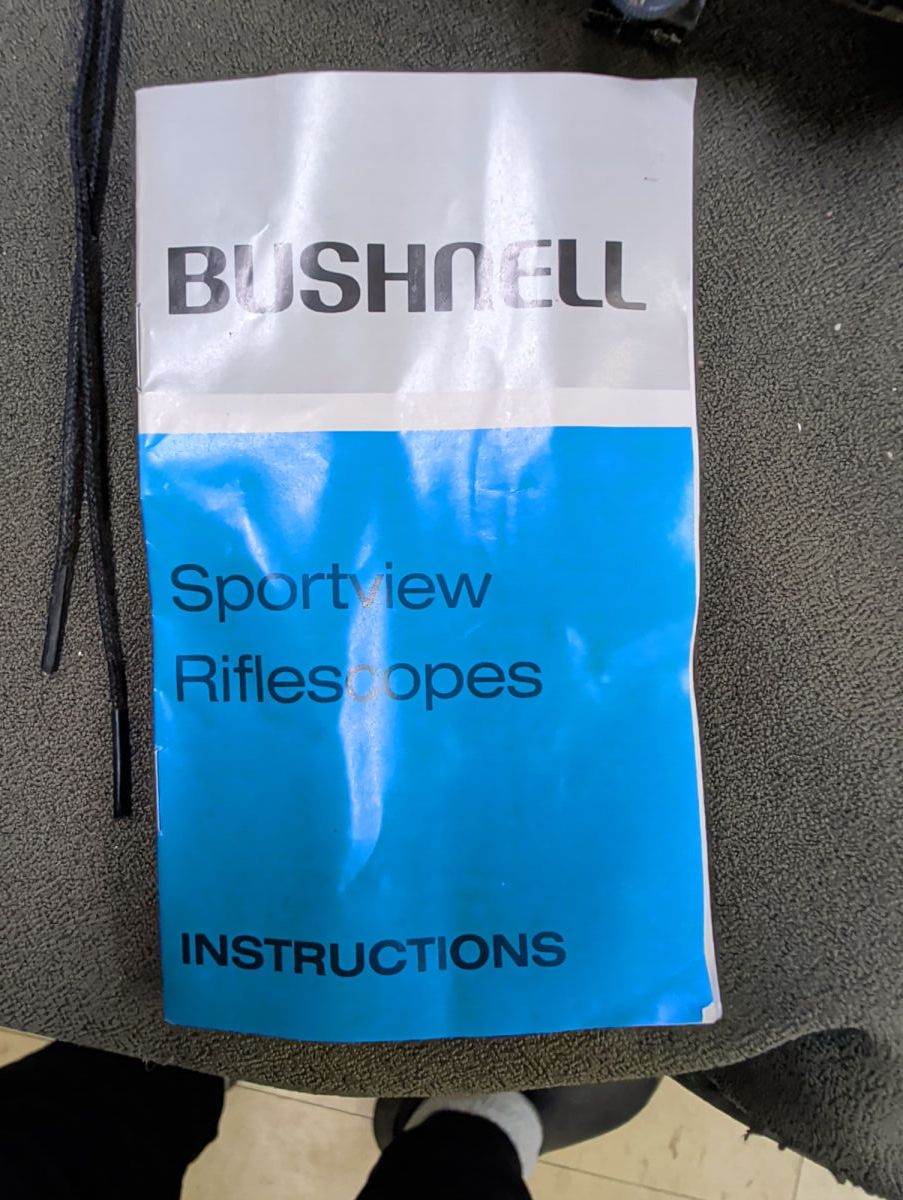 BUSHNELL
Sportview
Riflescopes
INSTRUCTIONS